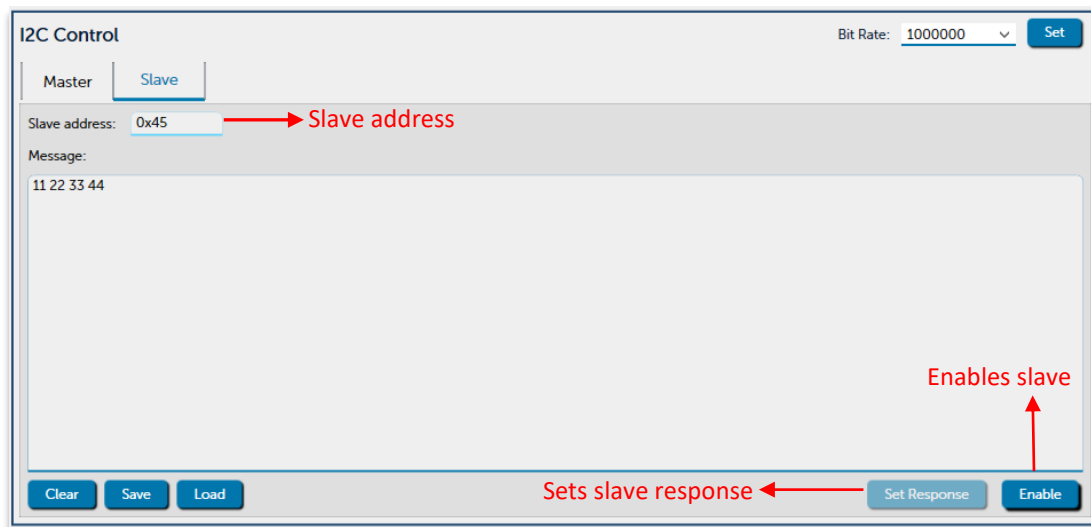 I2C Control
Bit Rate: 1000000 Set
Master Slave
Slave address: 0x45 Slave address
Message:
11 22 33 44
Enables slave
Sets slave response
Clear Save Load Set Response Enable